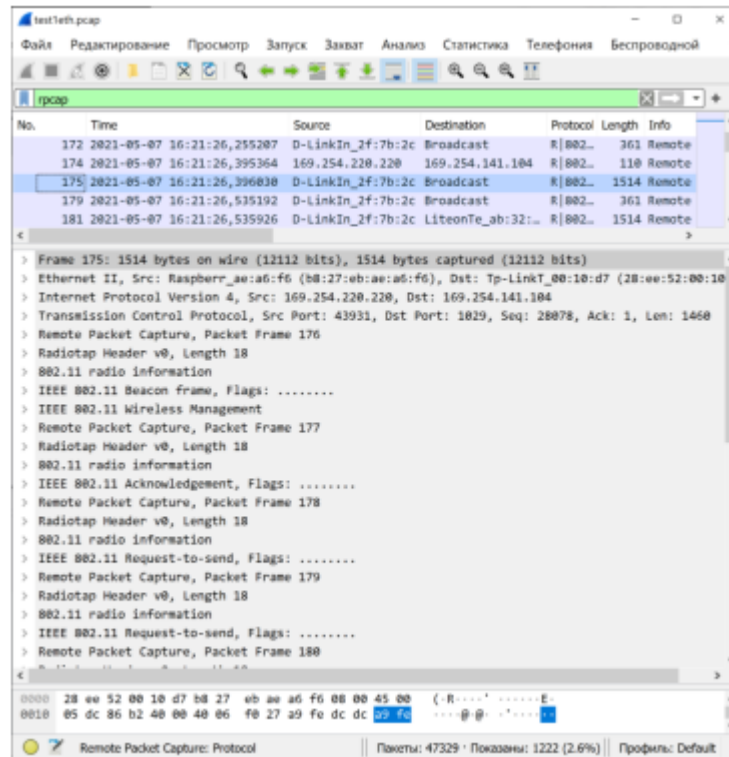 test1eth.pcap
Файл Редактирование Просмотр Запуск Захват Анализ Статистика Телефония Беспроводной
rpcap
No. Time Source Destination Protocol Length Info
172 2021-05-07 16:21:26,255207 D-LinkIn_2f:7b:2c Broadcast R|802… 361 Remote
174 2021-05-07 16:21:26,395364 169.254.220.220 169.254.141.104 R|802… 110 Remote
175 2021-05-07 16:21:26,396030 D-LinkIn_2f:7b:2c Broadcast R|802… 1514 Remote
179 2021-05-07 16:21:26,535192 D-LinkIn_2f:7b:2c Broadcast R|802… 361 Remote
181 2021-05-07 16:21:26,535926 D-LinkIn_2f:7b:2c LiteonTe_ab:32:… R|802… 1514 Remote
> Frame 175: 1514 bytes on wire (12112 bits), 1514 bytes captured (12112 bits)
> Ethernet II, Src: Raspberr_ae:a6:f6 (b8:27:eb:ae:a6:f6), Dst: Tp-LinkT_00:10:d7 (28:ee:52:00:10
> Internet Protocol Version 4, Src: 169.254.220.220, Dst: 169.254.141.104
> Transmission Control Protocol, Src Port: 43931, Dst Port: 1029, Seq: 28078, Ack: 1, Len: 1460
> Remote Packet Capture, Packet Frame 176
> Radiotap Header v0, Length 18
> 802.11 radio information
> IEEE 802.11 Beacon frame, Flags: ........
> IEEE 802.11 Wireless Management
> Remote Packet Capture, Packet Frame 177
> Radiotap Header v0, Length 18
> 802.11 radio information
> IEEE 802.11 Acknowledgement, Flags: ........
> Remote Packet Capture, Packet Frame 178
> Radiotap Header v0, Length 18
> 802.11 radio information
> IEEE 802.11 Request-to-send, Flags: ........
> Remote Packet Capture, Packet Frame 179
> Radiotap Header v0, Length 18
> 802.11 radio information
> IEEE 802.11 Request-to-send, Flags: ........
> Remote Packet Capture, Packet Frame 180
0000 28 ee 52 00 10 d7 b8 27 eb ae a6 f6 08 00 45 00 (·R····' ······E·
0010 05 dc 86 b2 40 00 40 06 f0 27 a9 fe dc dc a9 fe ····@·@· ·'······
Remote Packet Capture: Protocol Пакеты: 47329 · Показаны: 1222 (2.6%) Профиль: Default